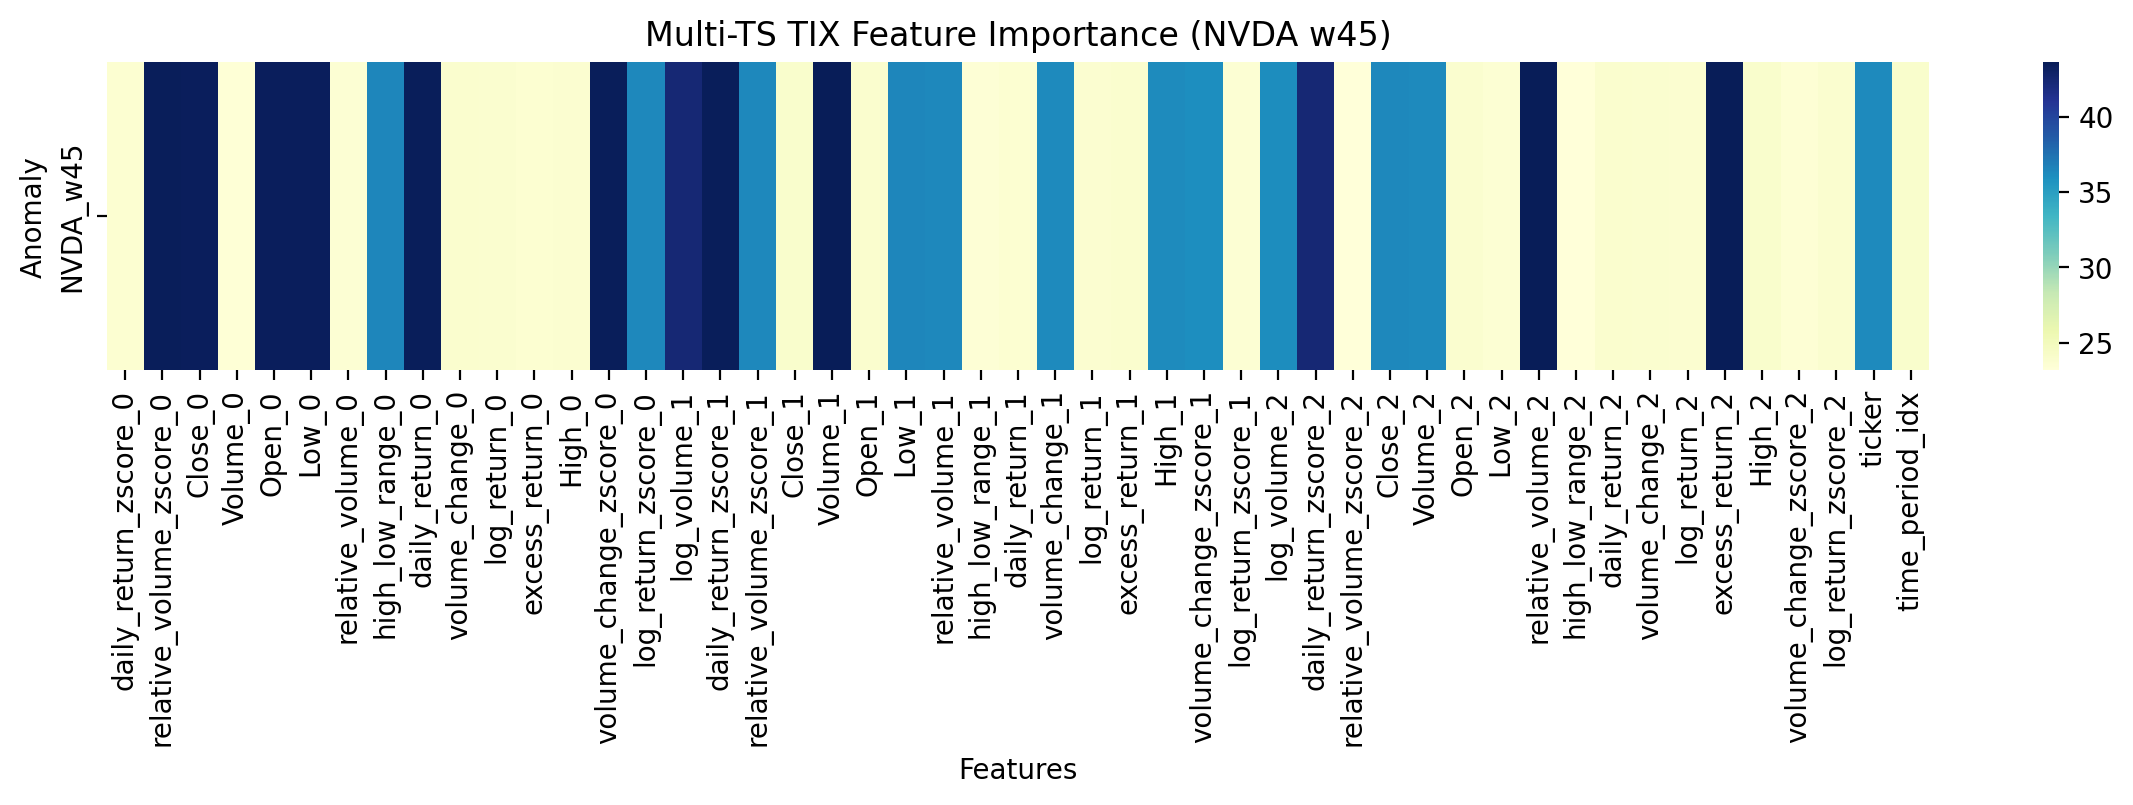 Multi-TS TIX Feature Importance (NVDA w45)
Anomaly
NVDA_w45
40
35
30
25
daily_return_zscore_0
relative_volume_zscore_0
Close_0
Volume_0
Open_0
Low_0
relative_volume_0
high_low_range_0
daily_return_0
volume_change_0
log_return_0
excess_return_0
High_0
volume_change_zscore_0
log_return_zscore_0
log_volume_1
daily_return_zscore_1
relative_volume_zscore_1
Close_1
Volume_1
Open_1
Low_1
relative_volume_1
high_low_range_1
daily_return_1
volume_change_1
log_return_1
excess_return_1
High_1
volume_change_zscore_1
log_return_zscore_1
log_volume_2
daily_return_zscore_2
relative_volume_zscore_2
Close_2
Volume_2
Open_2
Low_2
relative_volume_2
high_low_range_2
daily_return_2
volume_change_2
log_return_2
excess_return_2
High_2
volume_change_zscore_2
log_return_zscore_2
ticker
time_period_idx
Features